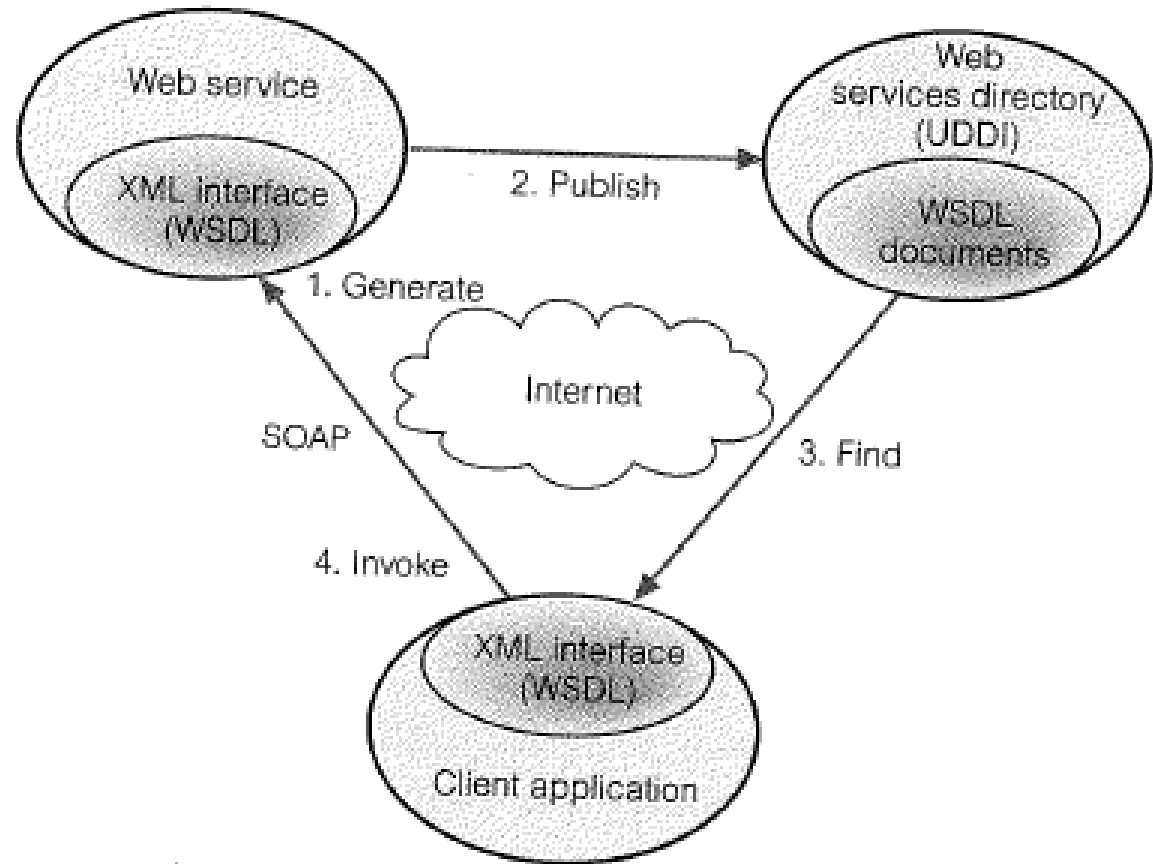 Web service
XML interface
(WSDL)
Web
services directory
(UDDI)
WSDL
documents
2. Publish
1. Generate
Internet
SOAP
3. Find
4. Invoke
XML interface
(WSDL)
Client application